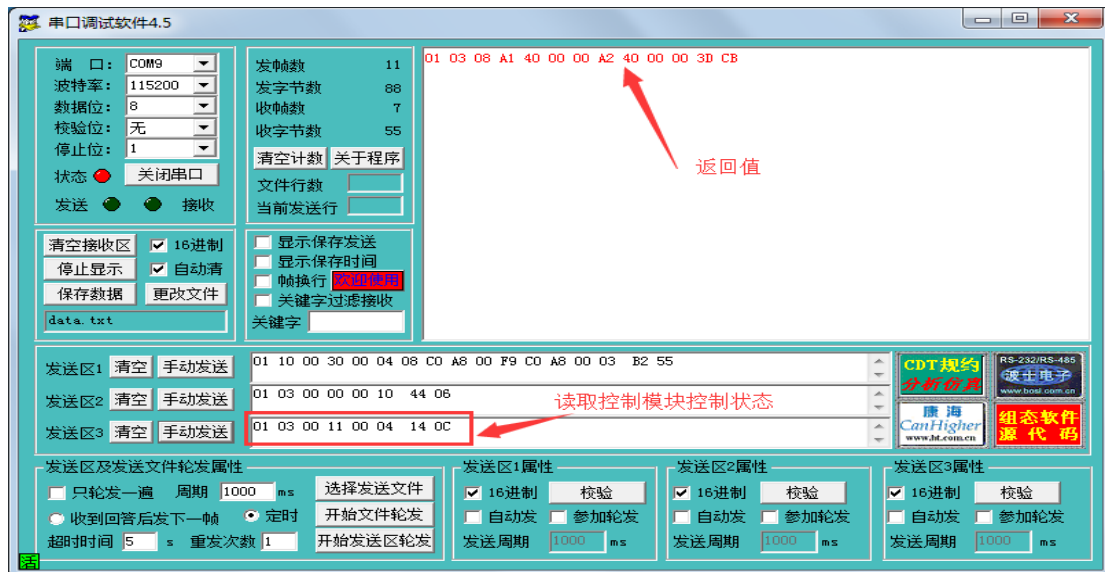 串口调试软件4.5
端 口: COM9
波特率: 115200
数据位: 8
校验位: 无
停止位: 1
状态 关闭串口
发送 接收
发帧数 11
发字节数 88
收帧数 7
收字节数 55
清空计数 关于程序
文件行数
当前发送行
01 03 08 A1 40 00 00 A2 40 00 00 3D CB
返回值
清空接收区 16进制
停止显示 自动清
保存数据 更改文件
data.txt
显示保存发送
显示保存时间
帧换行 欢迎使用
关键字过滤接收
关键字
发送区1 清空 手动发送 01 10 00 30 00 04 08 C0 A8 00 F9 C0 A8 00 03 B2 55
发送区2 清空 手动发送 01 03 00 00 00 10 44 06
读取控制模块控制状态
发送区3 清空 手动发送 01 03 00 11 00 04 14 0C
CDT规约
分析仿真
RS-232/RS-485
波士电子
www.bosi.com.cn
康海
CanHigher
www.ht.com.cn
组态软件
源代码
发送区及发送文件轮发属性
只轮发一遍 周期 1000 ms 选择发送文件
收到回答后发下一帧 定时 开始文件轮发
超时时间 5 s 重发次数 1 开始发送区轮发
发送区1属性
16进制 校验
自动发 参加轮发
发送周期 1000 ms
发送区2属性
16进制 校验
自动发 参加轮发
发送周期 1000 ms
发送区3属性
16进制 校验
自动发 参加轮发
发送周期 1000 ms
活